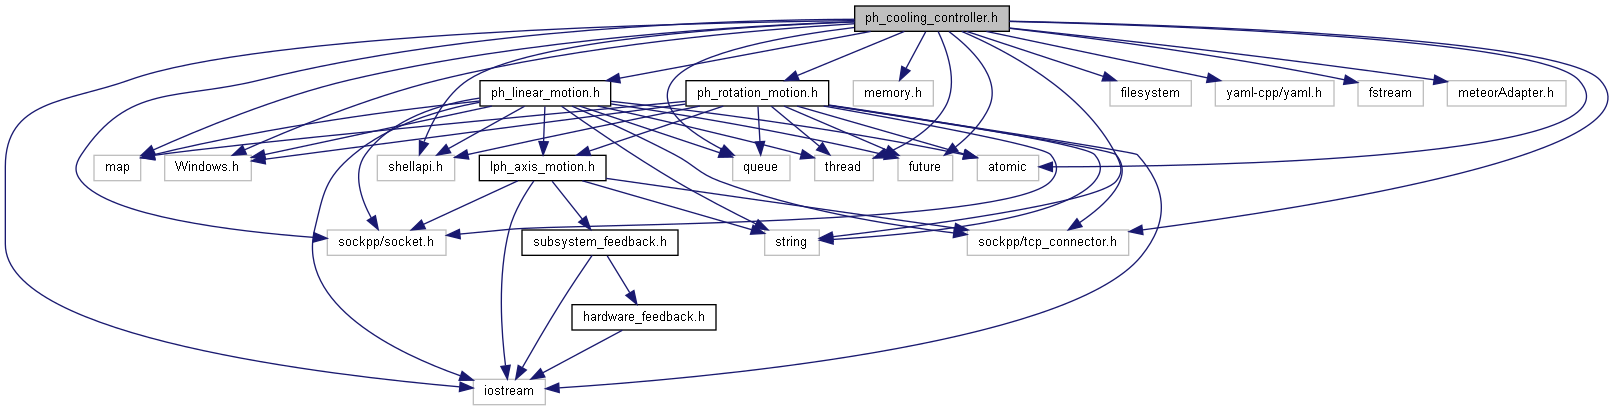 ph_cooling_controller.h
ph_linear_motion.h
ph_rotation_motion.h
memory.h
filesystem
yaml-cpp/yaml.h
fstream
meteorAdapter.h
map
Windows.h
shellapi.h
lph_axis_motion.h
queue
thread
future
atomic
sockpp/socket.h
subsystem_feedback.h
string
sockpp/tcp_connector.h
hardware_feedback.h
iostream